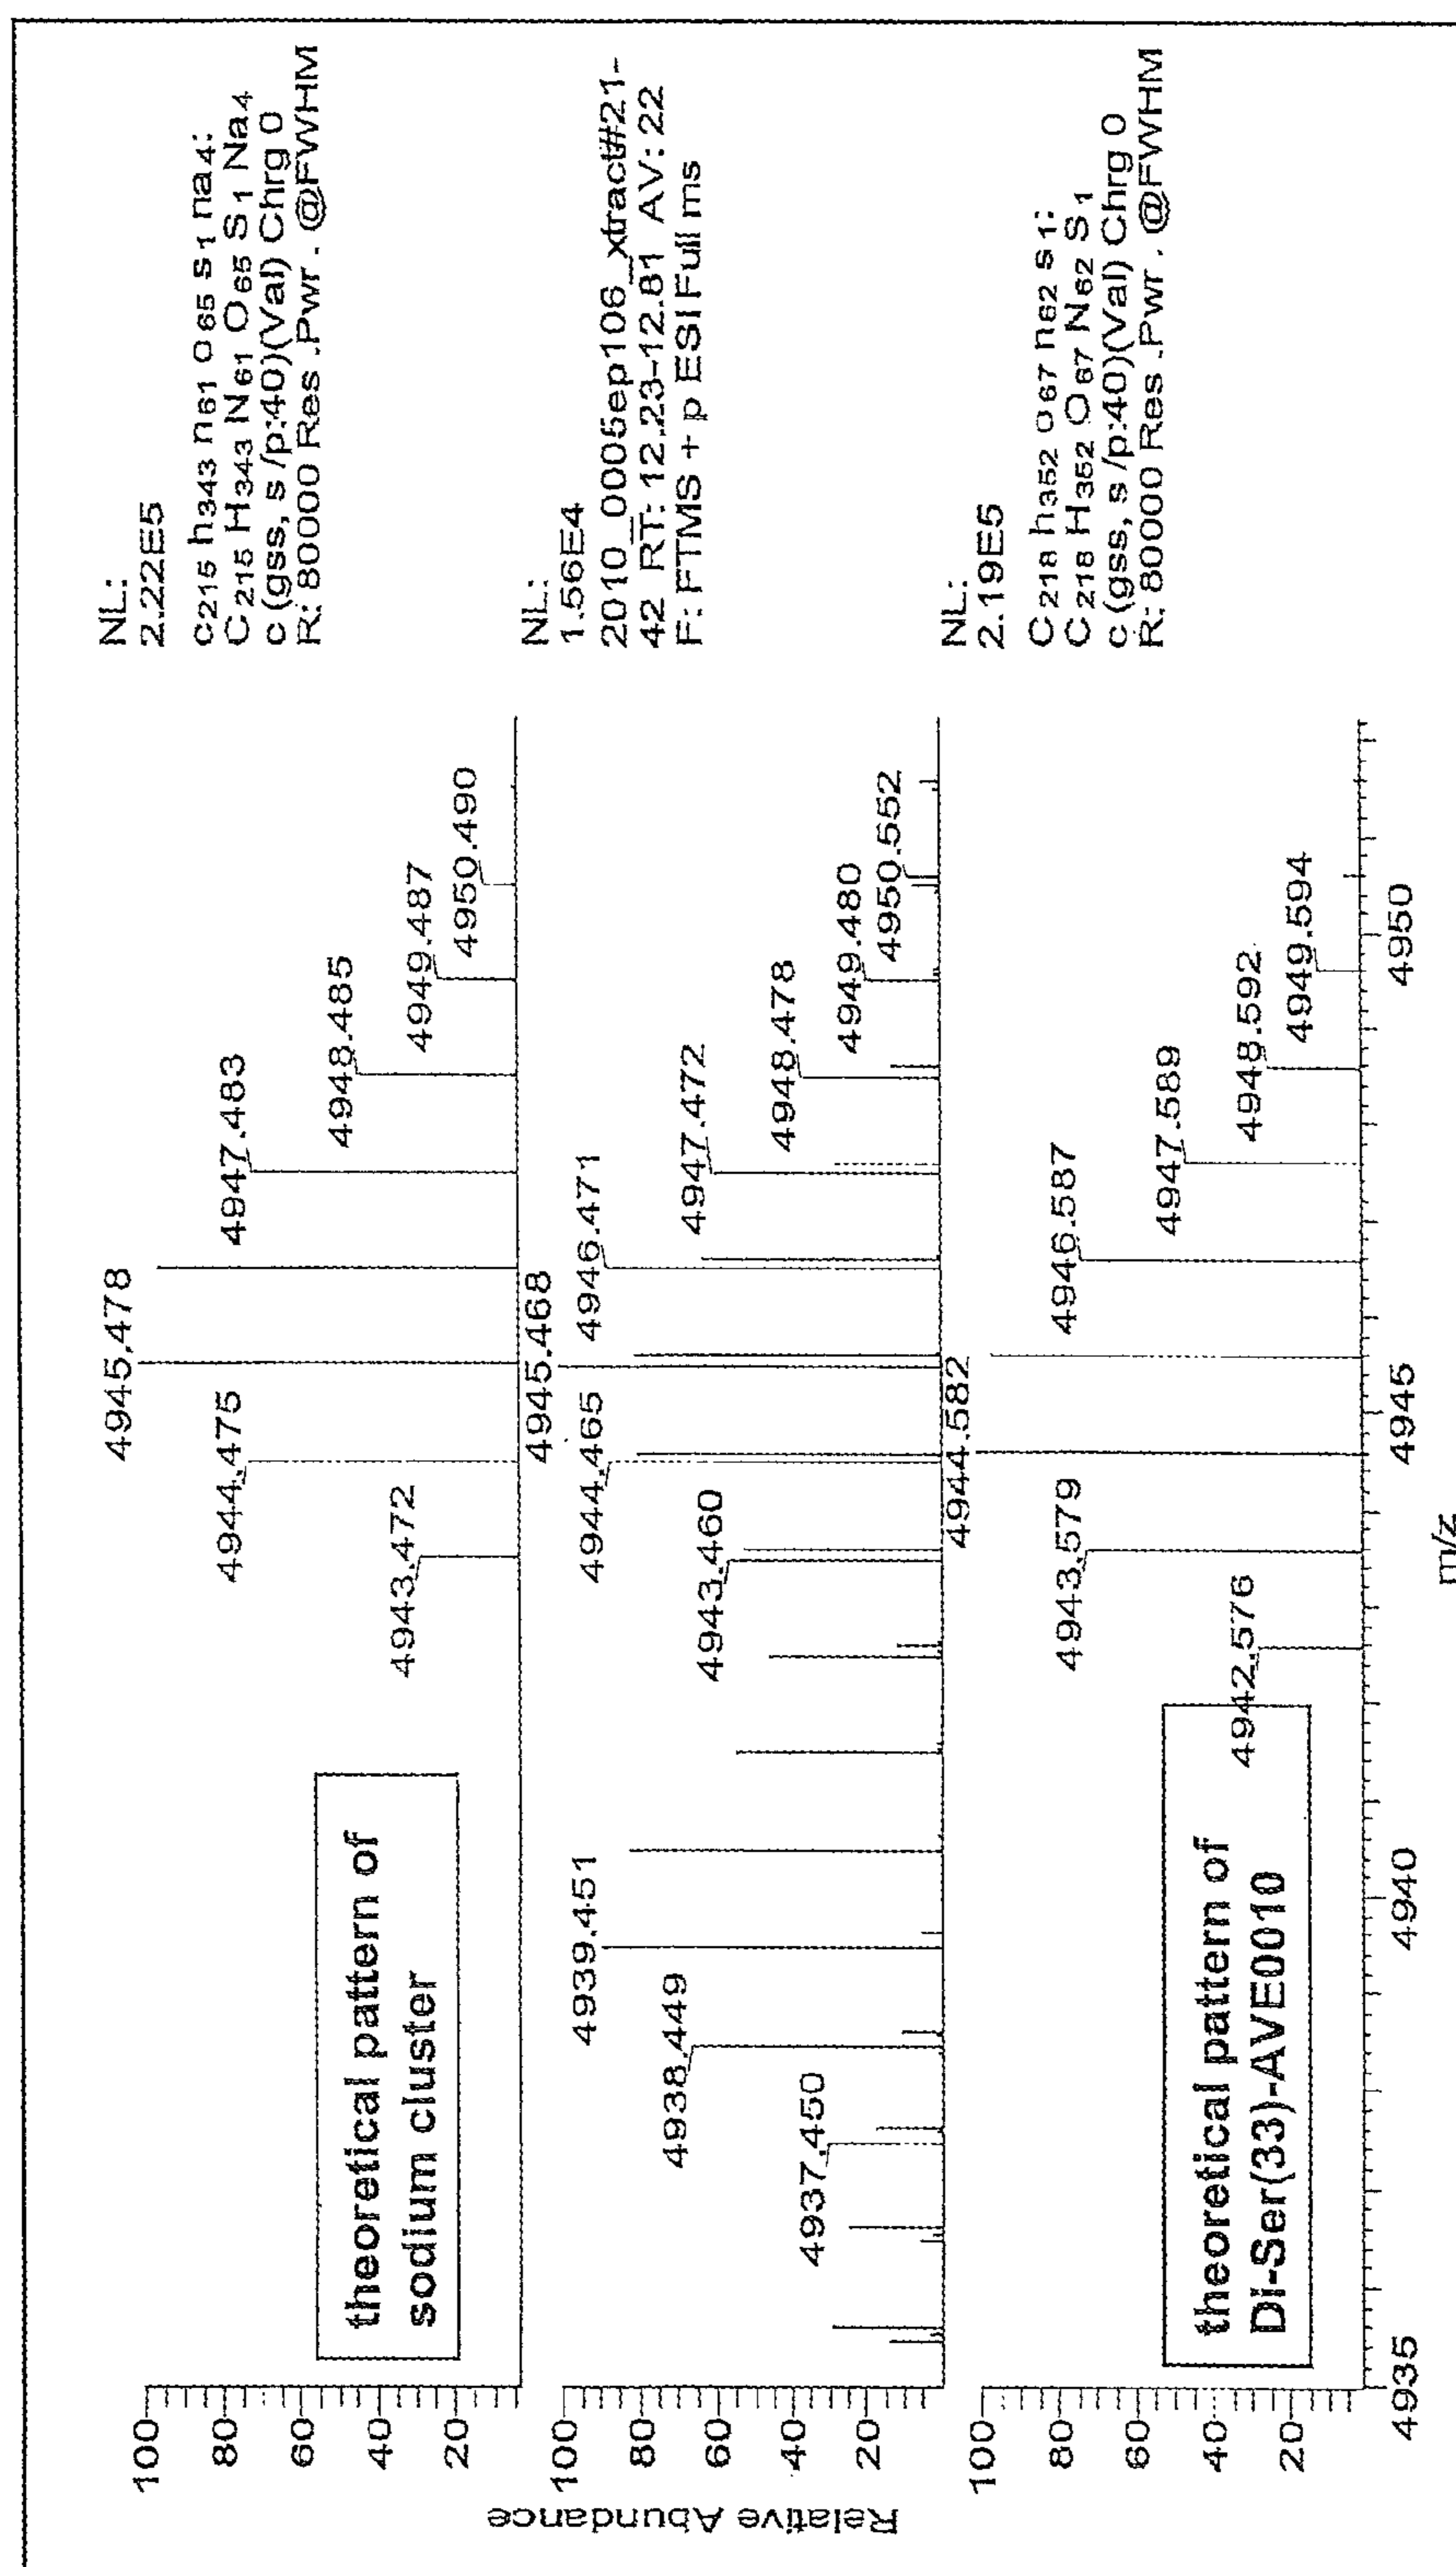 Relative Abundance
100
80
60
40
20
theoretical pattern of
sodium cluster
4943.472
4944.475
4945.478
4947.483
4948.485
4949.487
4950.490
NL:
2.22E5
c215 h343 n61 o65 s1 na4:
C215 H343 N61 O65 S1 Na4
c (gss, s /p:40)(Val) Chrg 0
R: 80000 Res .Pwr . @FWHM
100
80
60
40
20
4937.450
4938.449
4939.451
4943.460
4944.465
4945.468
4946.471
4947.472
4948.478
4949.480
4950.552
NL:
1.56E4
2010_0005ep106_xtract#21-
42 RT: 12.23-12.81 AV: 22
F: FTMS + p ESI Full ms
100
80
60
40
20
theoretical pattern of
Di-Ser(33)-AVE0010
4942.576
4943.579
4944.582
4946.587
4947.589
4948.592
4949.594
NL:
2.19E5
C218 h352 o67 n62 s1:
C218 H352 O67 N62 S1
c (gss, s /p:40)(Val) Chrg 0
R: 80000 Res .Pwr . @FWHM
4935
4940
4945
4950
m/z